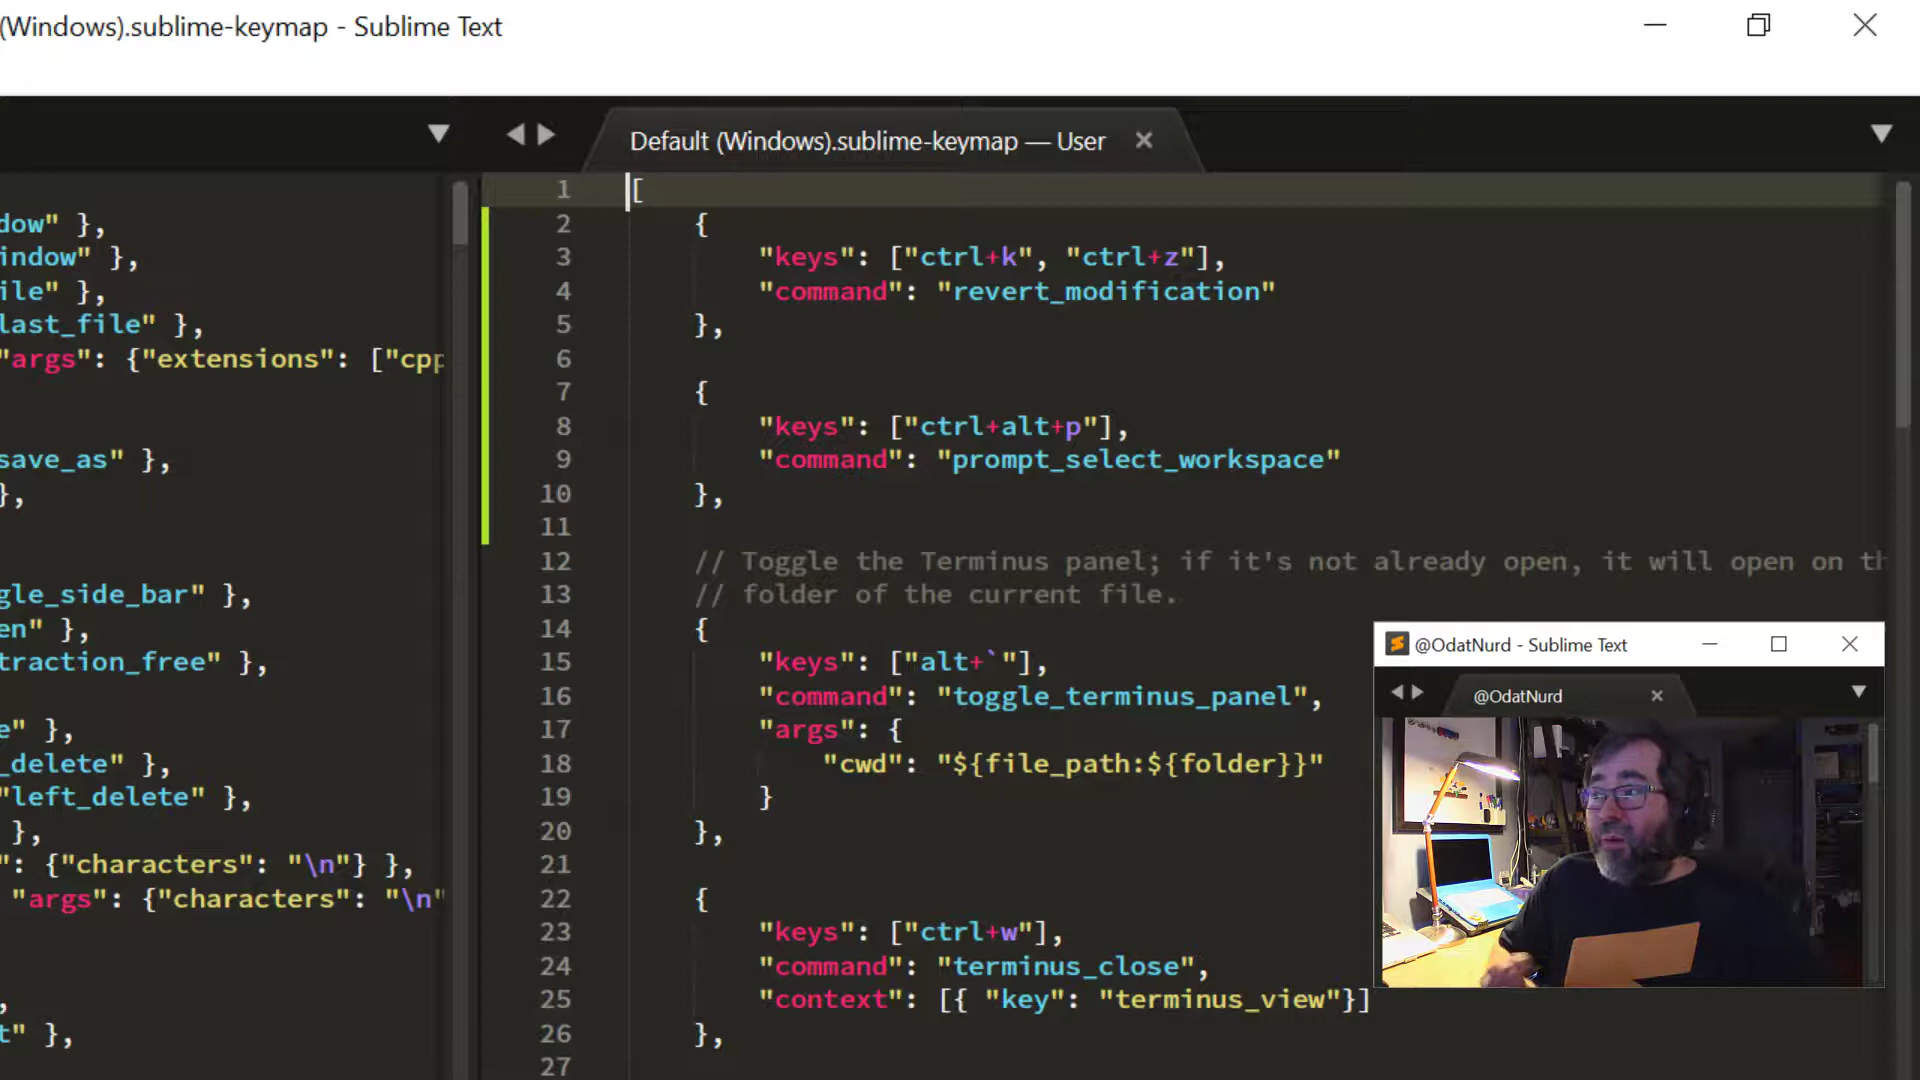 (Windows).sublime-keymap - Sublime Text
Default (Windows).sublime-keymap — User
dow" },
indow" },
ile" },
last_file" },
"args": {"extensions": ["cpp
save_as" },
},
gle_side_bar" },
en" },
traction_free" },
e" },
_delete" },
"left_delete" },
},
": {"characters": "\n"} },
"args": {"characters": "\n"
,
t" },
1 [
2 {
3 "keys": ["ctrl+k", "ctrl+z"],
4 "command": "revert_modification"
5 },
6
7 {
8 "keys": ["ctrl+alt+p"],
9 "command": "prompt_select_workspace"
10 },
11
12 // Toggle the Terminus panel; if it's not already open, it will open on th
13 // folder of the current file.
14 {
15 "keys": ["alt+`"],
16 "command": "toggle_terminus_panel",
17 "args": {
18 "cwd": "${file_path:${folder}}"
19 }
20 },
21
22 {
23 "keys": ["ctrl+w"],
24 "command": "terminus_close",
25 "context": [{ "key": "terminus_view"}]
26 },
27
@OdatNurd - Sublime Text
@OdatNurd